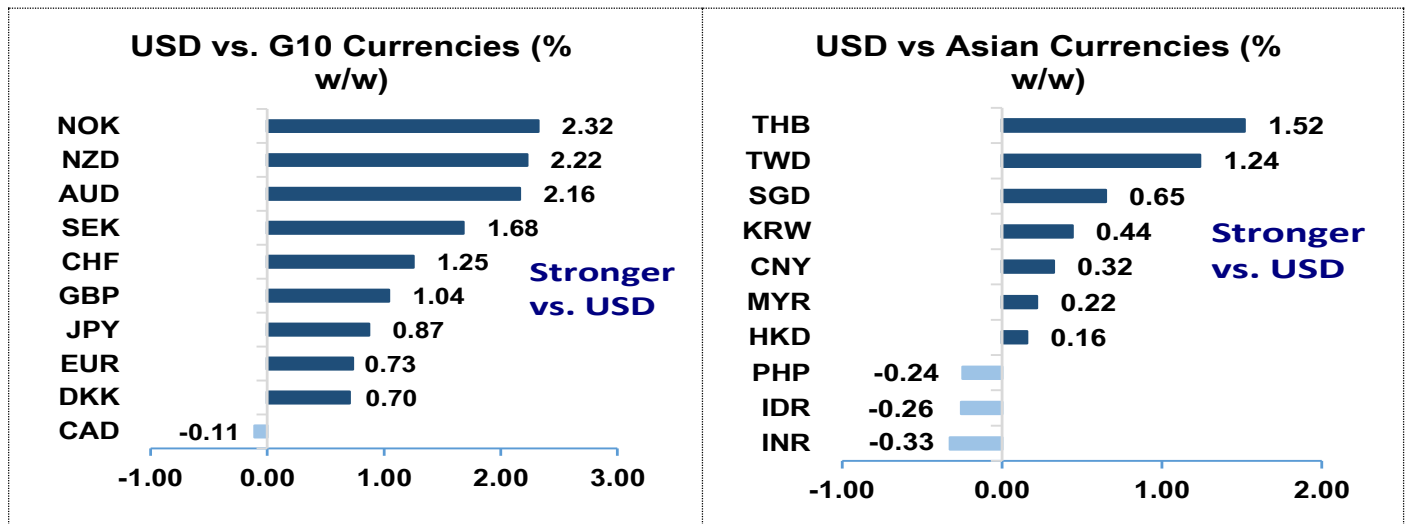 USD vs. G10 Currencies (%
w/w)
NOK 2.32
NZD 2.22
AUD 2.16
SEK 1.68
CHF 1.25
GBP 1.04
JPY 0.87
EUR 0.73
DKK 0.70
CAD -0.11
Stronger
vs. USD
-1.00 0.00 1.00 2.00 3.00
USD vs Asian Currencies (%
w/w)
THB 1.52
TWD 1.24
SGD 0.65
KRW 0.44
CNY 0.32
MYR 0.22
HKD 0.16
PHP -0.24
IDR -0.26
INR -0.33
Stronger
vs. USD
-1.00 0.00 1.00 2.00